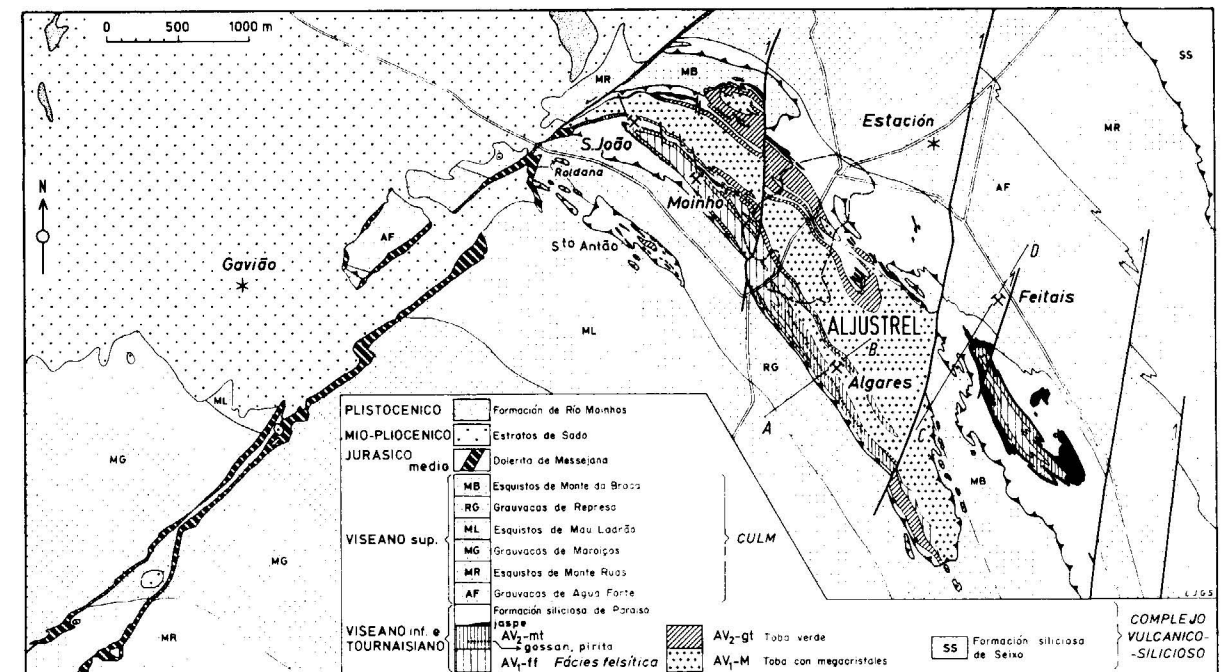 0 500 1000 m
N
MR
MB
SS
Estación
MR
S. João
Roldana
AF
Moinho
AF
Sto Antão
D
Gavião
Feitais
ML
ALJUSTREL
B
RG
Algares
ML
A
C
MG
MB
MG
MR
PLISTOCENICO Formación de Río Moinhos
MIO-PLIOCENICO Estratos de Sado
JURASICO medio Dolerita de Messejana
VISEANO sup. CULM
MB Esquistos de Monte da Broca
RG Grauvacas de Represa
ML Esquistos de Mau Ladrão
MG Grauvacas de Maroiços
MR Esquistos de Monte Ruas
AF Grauvacas de Agua Forte
VISEANO inf. e TOURNAISIANO
Formación siliciosa de Paraíso
jaspe
AV2-mt
gossan, pirita
AV1-ff Fácies felsítica
AV2-gt Toba verde
AV1-M Toba con megacristales
SS Formación siliciosa de Seixo
COMPLEJO
VULCANICO-
-SILICIOSO